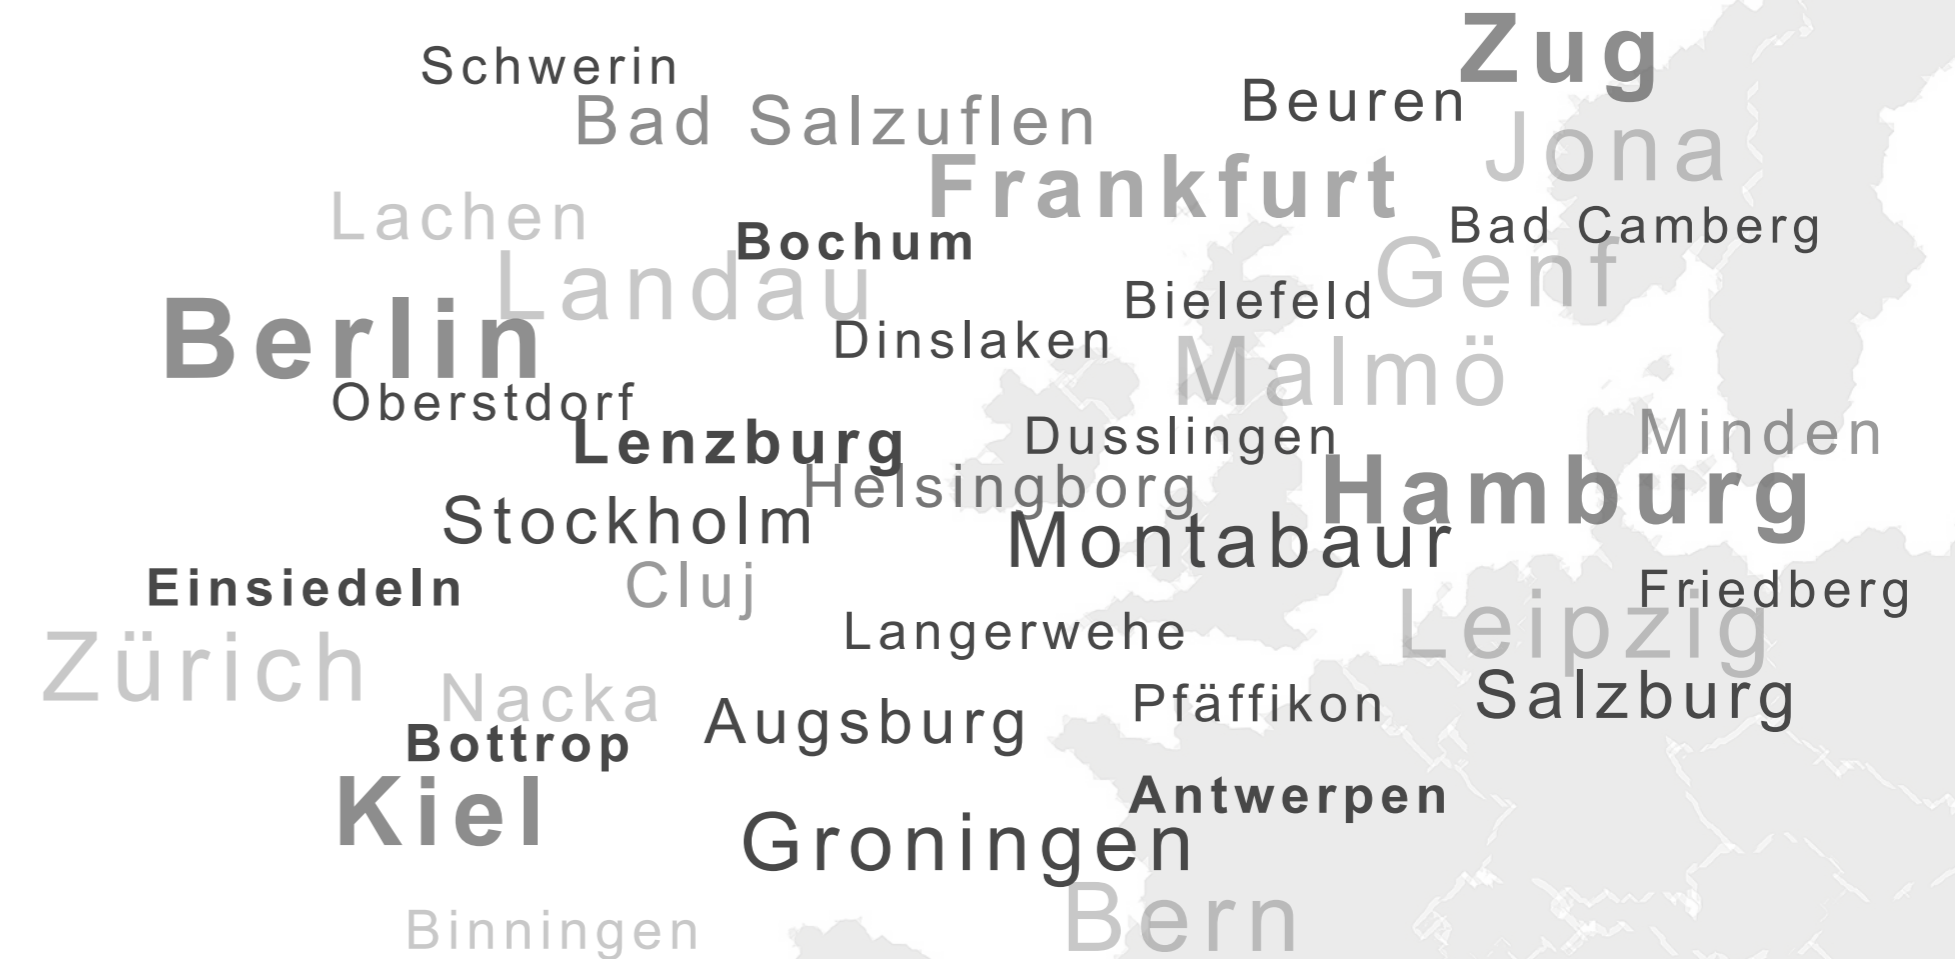 Zug
Schwerin
Beuren
Bad Salzuflen
Jona
Frankfurt
Lachen
Bad Camberg
Bochum
Genf
Landau
Bielefeld
Berlin
Dinslaken
Malmö
Oberstdorf
Minden
Dusslingen
Lenzburg
Helsingborg
Hamburg
Stockholm
Montabaur
Cluj
Einsiedeln
Friedberg
Leipzig
Langerwehe
Zürich
Nacka
Salzburg
Pfäffikon
Augsburg
Bottrop
Antwerpen
Kiel
Groningen
Bern
Binningen